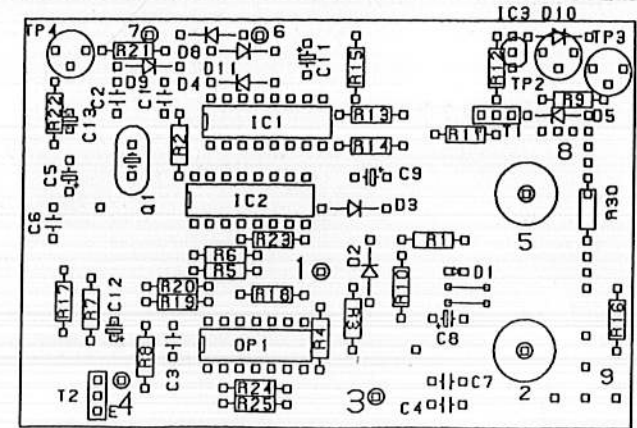 IC3 D10
TP4
7
6
TP3
R21
D8
D11
D9
D4
C11
R15
R12
TP2
R9
D5
R22
C13
C2
IC1
R13
R14
T1
8
R2
C5
C9
Q1
IC2
D3
C6
R23
R6
R5
1
D2
R1
5
R30
R17
R7
C12
R20
R19
R18
R3
R10
D1
C8
R16
R8
C3
OP1
R4
2
9
T2
E
4
R24
R25
3
C7
C4